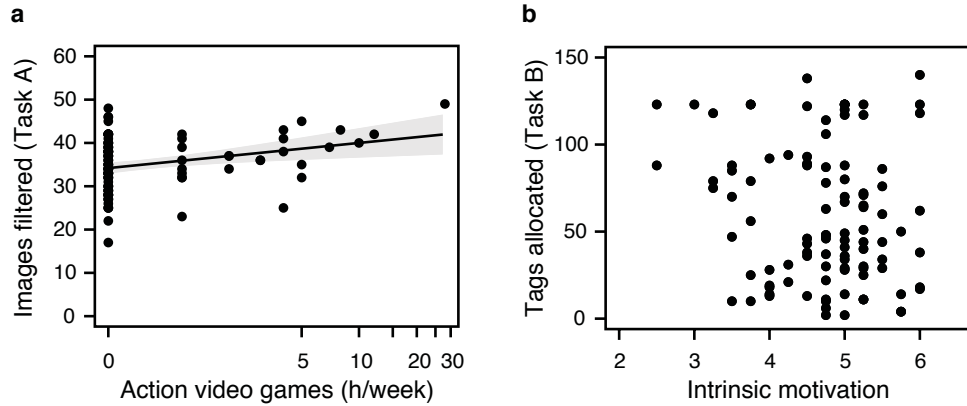 a
Images filtered (Task A)
60
50
40
30
20
10
0
0 5 10 20 30
Action video games (h/week)
b
Tags allocated (Task B)
150
100
50
0
2 3 4 5 6
Intrinsic motivation